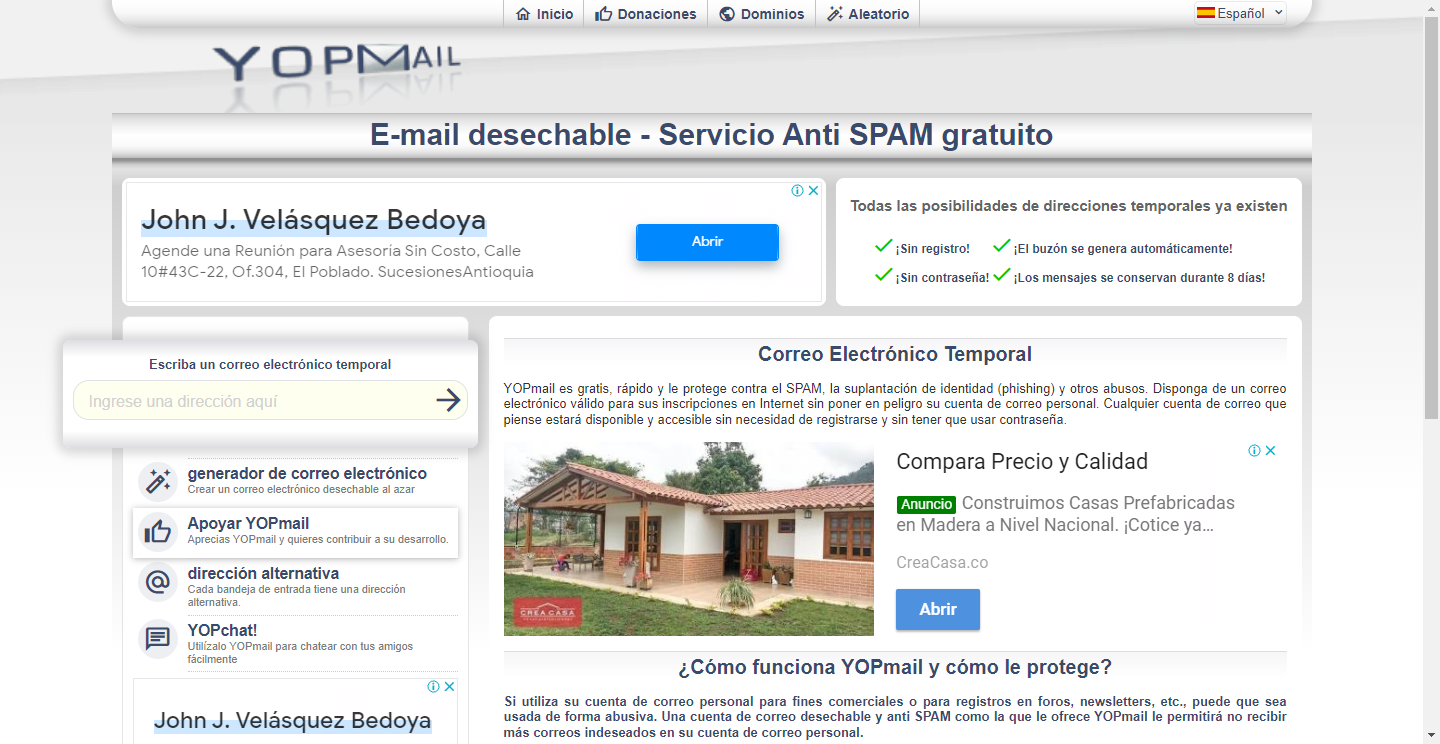 Inicio
Donaciones
Dominios
Aleatorio
Español
YOPMAIL
E-mail desechable - Servicio Anti SPAM gratuito
John J. Velásquez Bedoya
Agende una Reunión para Asesoría Sin Costo, Calle
10#43C-22, Of.304, El Poblado. SucesionesAntioquia
Abrir
Todas las posibilidades de direcciones temporales ya existen
¡Sin registro!
¡El buzón se genera automáticamente!
¡Sin contraseña!
¡Los mensajes se conservan durante 8 días!
Escriba un correo electrónico temporal
Ingrese una dirección aquí
generador de correo electrónico
Crear un correo electrónico desechable al azar
Apoyar YOPmail
Aprecias YOPmail y quieres contribuir a su desarrollo.
dirección alternativa
Cada bandeja de entrada tiene una dirección
alternativa.
YOPchat!
Utilízalo YOPmail para chatear con tus amigos
fácilmente
John J. Velásquez Bedoya
Correo Electrónico Temporal
YOPmail es gratis, rápido y le protege contra el SPAM, la suplantación de identidad (phishing) y otros abusos. Disponga de un correo
electrónico válido para sus inscripciones en Internet sin poner en peligro su cuenta de correo personal. Cualquier cuenta de correo que
piense estará disponible y accesible sin necesidad de registrarse y sin tener que usar contraseña.
CREA CASA
Compara Precio y Calidad
Anuncio Construimos Casas Prefabricadas
en Madera a Nivel Nacional. ¡Cotice ya…
CreaCasa.co
Abrir
¿Cómo funciona YOPmail y cómo le protege?
Si utiliza su cuenta de correo personal para fines comerciales o para registros en foros, newsletters, etc., puede que sea
usada de forma abusiva. Una cuenta de correo desechable y anti SPAM como la que le ofrece YOPmail le permitirá no recibir
más correos indeseados en su cuenta de correo personal.